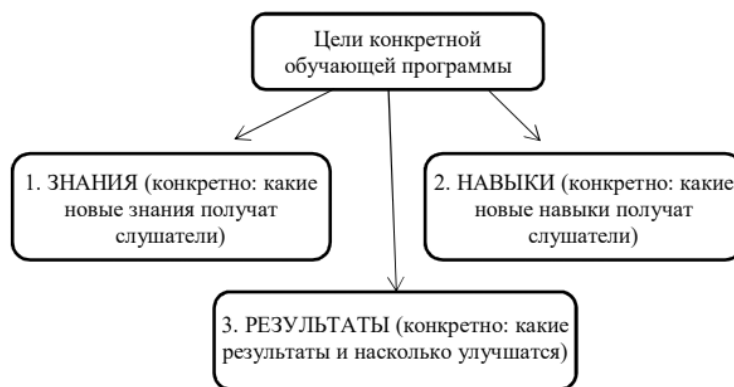 Цели конкретной
обучающей программы
1. ЗНАНИЯ (конкретно: какие
новые знания получат
слушатели)
2. НАВЫКИ (конкретно: какие
новые навыки получат
слушатели)
3. РЕЗУЛЬТАТЫ (конкретно: какие
результаты и насколько улучшатся)